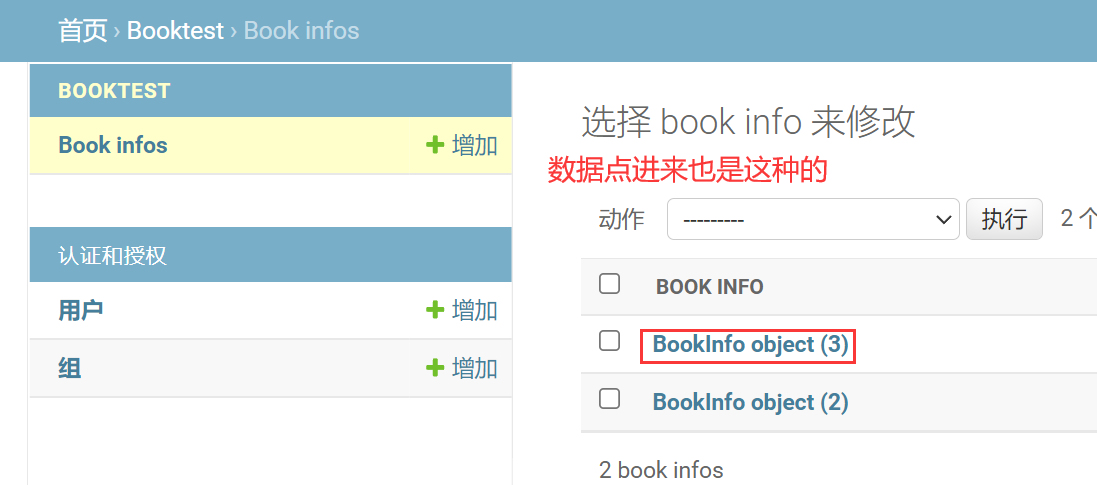 首页 › Booktest › Book infos
BOOKTEST
Book infos
增加
认证和授权
用户
增加
组
增加
选择 book info 来修改
数据点进来也是这种的
动作 --------- 执行 2 个
BOOK INFO
BookInfo object (3)
BookInfo object (2)
2 book infos